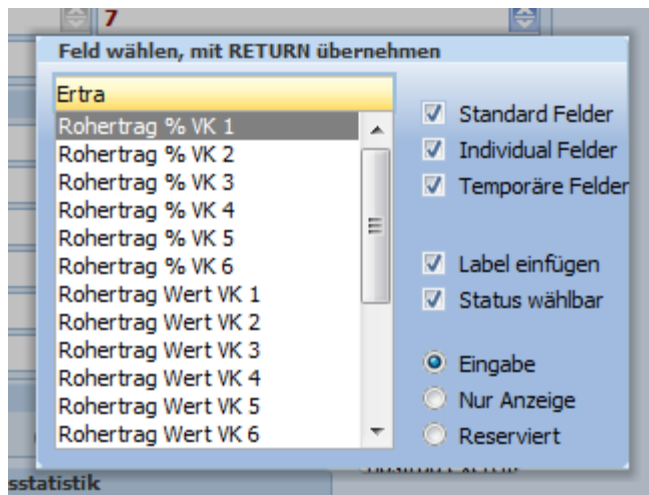 7
Feld wählen, mit RETURN übernehmen
Ertra
Rohertrag % VK 1
Rohertrag % VK 2
Rohertrag % VK 3
Rohertrag % VK 4
Rohertrag % VK 5
Rohertrag % VK 6
Rohertrag Wert VK 1
Rohertrag Wert VK 2
Rohertrag Wert VK 3
Rohertrag Wert VK 4
Rohertrag Wert VK 5
Rohertrag Wert VK 6
Standard Felder
Individual Felder
Temporäre Felder
Label einfügen
Status wählbar
Eingabe
Nur Anzeige
Reserviert
sstatistik